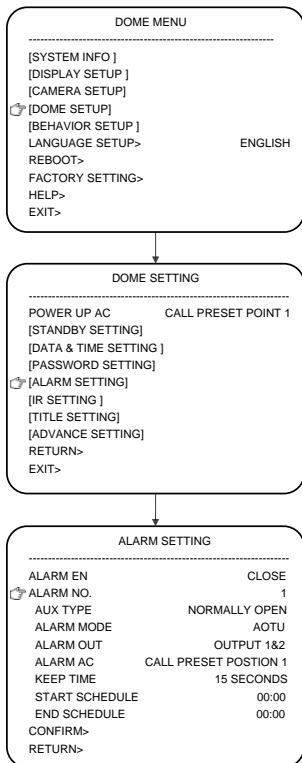 DOME MENU
[SYSTEM INFO ]
[DISPLAY SETUP ]
[CAMERA SETUP]
[DOME SETUP]
[BEHAVIOR SETUP ]
LANGUAGE SETUP> ENGLISH
REBOOT>
FACTORY SETTING>
HELP>
EXIT>
DOME SETTING
POWER UP AC CALL PRESET POINT 1
[STANDBY SETTING]
[DATA & TIME SETTING ]
[PASSWORD SETTING]
[ALARM SETTING]
[IR SETTING ]
[TITLE SETTING]
[ADVANCE SETTING]
RETURN>
EXIT>
ALARM SETTING
ALARM EN CLOSE
ALARM NO. 1
AUX TYPE NORMALLY OPEN
ALARM MODE AOTU
ALARM OUT OUTPUT 1&2
ALARM AC CALL PRESET POSTION 1
KEEP TIME 15 SECONDS
START SCHEDULE 00:00
END SCHEDULE 00:00
CONFIRM>
RETURN>